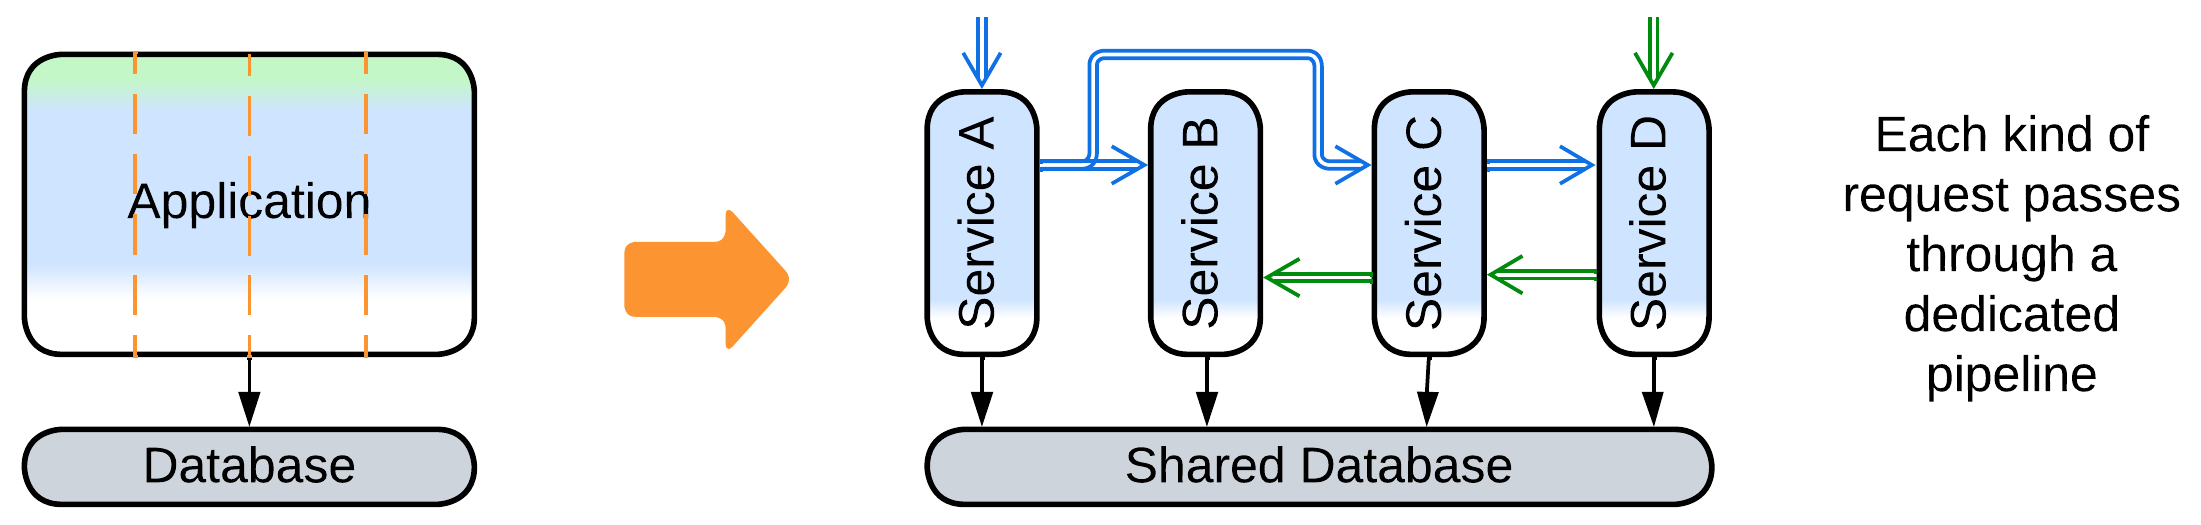 Application
Database
Service A
Service B
Service C
Service D
Shared Database
Each kind of
request passes
through a
dedicated
pipeline